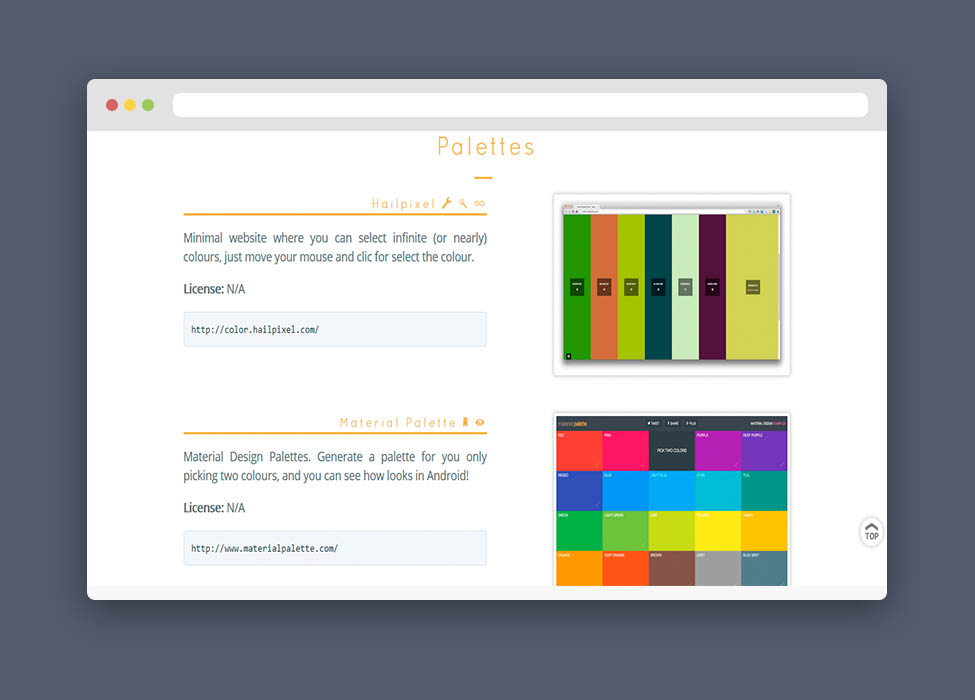 Palettes
Hailpixel
Minimal website where you can select infinite (or nearly)
colours, just move your mouse and clic for select the colour.
License: N/A
http://color.hailpixel.com/
Material Palette
Material Design Palettes. Generate a palette for you only
picking two colours, and you can see how looks in Android!
License: N/A
http://www.materialpalette.com/
material palette
TWEET SHARE PLUS
RED PINK PICK TWO COLORS PURPLE DEEP PURPLE
INDIGO BLUE LIGHT BLUE CYAN TEAL
GREEN LIGHT GREEN LIME YELLOW
ORANGE DEEP ORANGE BROWN GREY BLUE GREY
TOP